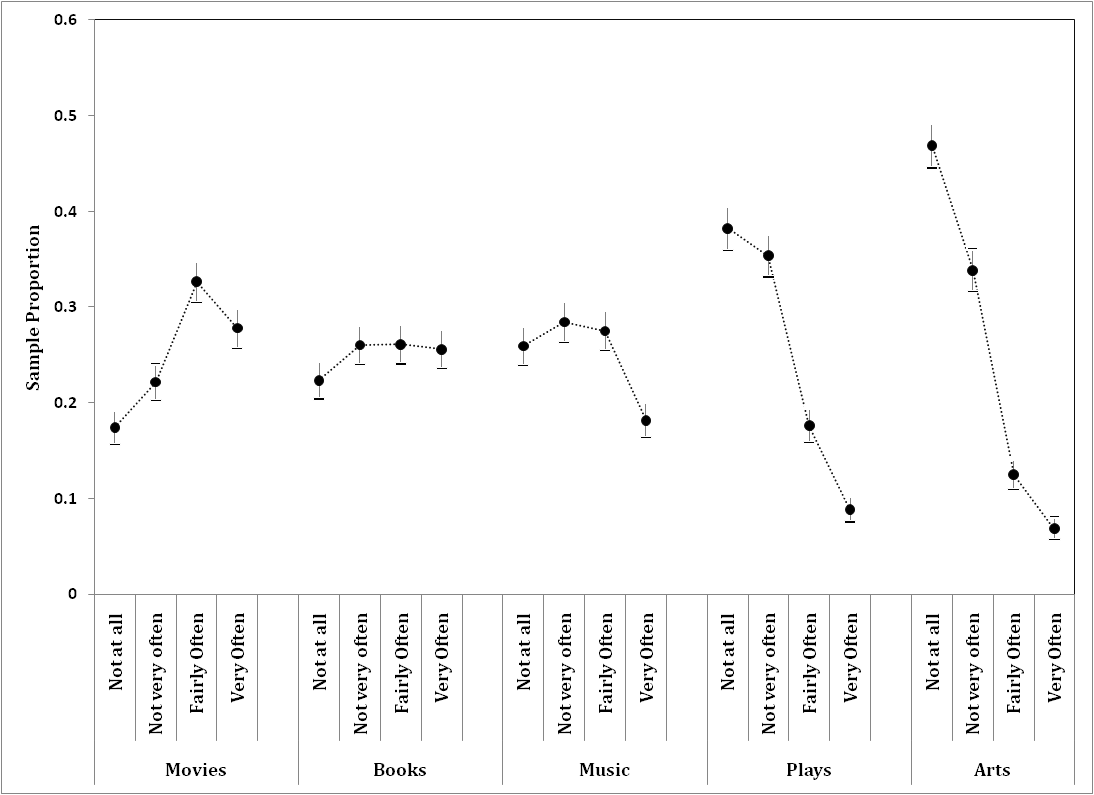 0.6
0.5
0.4
0.3
0.2
0.1
0
Sample Proportion
Not at all
Not very often
Fairly Often
Very Often
Not at all
Not very often
Fairly Often
Very Often
Not at all
Not very often
Fairly Often
Very Often
Not at all
Not very often
Fairly Often
Very Often
Not at all
Not very often
Fairly Often
Very Often
Movies
Books
Music
Plays
Arts